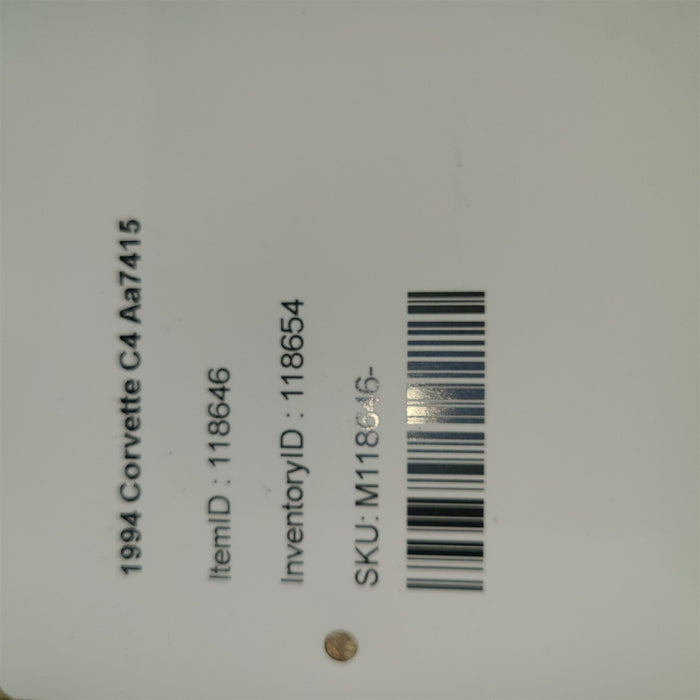 1994 Corvette C4 Aa7415
ItemID : 118646
InventoryID : 118654
SKU: M118646-